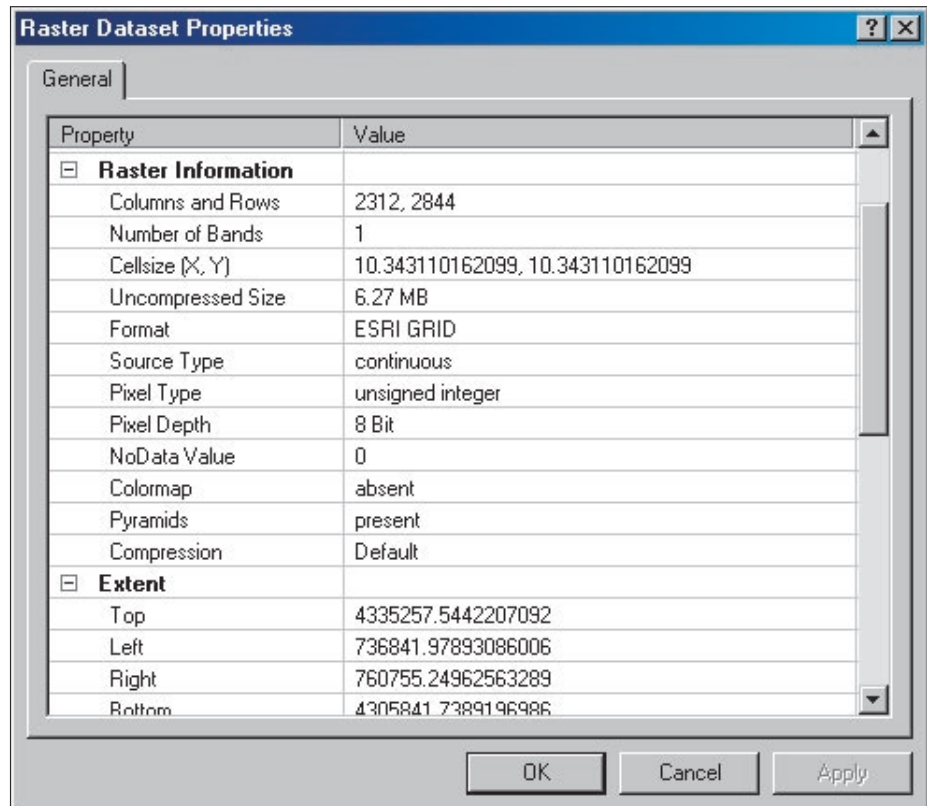 Raster Dataset Properties
General
Property Value
Raster Information
Columns and Rows 2312, 2844
Number of Bands 1
Cellsize (X, Y) 10.343110162099, 10.343110162099
Uncompressed Size 6.27 MB
Format ESRI GRID
Source Type continuous
Pixel Type unsigned integer
Pixel Depth 8 Bit
NoData Value 0
Colormap absent
Pyramids present
Compression Default
Extent
Top 4335257.5442207092
Left 736841.97893086006
Right 760755.24962563289
Bottom 4305841.7389196986
OK Cancel Apply